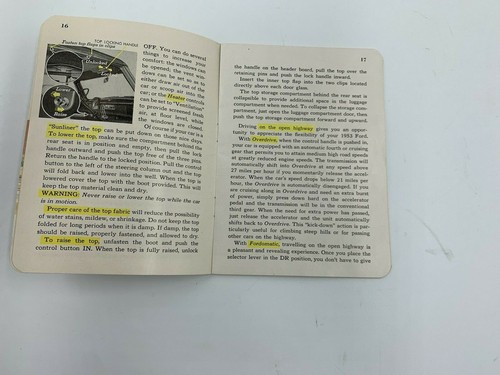 16
TOP LOCKING HANDLE
Fasten top flaps in clips
Unlocked
Lock
Lower
Raise
OFF. You can do several
things to increase your
comfort: the windows can
be opened; the vent win-
dows can be set so as to
either draw air out of the
car or scoop air into the
car; or the Heater controls
can be set to "Ventilation"
to provide screened fresh
air, at floor level, while
the windows are closed.
Of course if your car is a
"Sunliner" the top can be put down on those nice days.
To lower the top, make sure the compartment behind the
rear seat is in position and empty. Then pull the lock
handle outward and push the top free of the three pins.
Return the handle to the locked position. Pull the control
button to the left of the steering column out and the top
will fold back and lower into the well. When the top is
lowered cover the top with the boot provided. This will
keep the top material clean and dry.
WARNING: Never raise or lower the top while the car
is in motion.
Proper care of the top fabric will reduce the possibility
of water stains, mildew, or shrinkage. Do not keep the top
folded for long periods when it is damp. If damp, the top
should be raised, properly fastened, and allowed to dry.
To raise the top, unfasten the boot and push the
control button IN. When the top is fully raised, unlock
17
the handle on the header board, pull the top over the
retaining pins and push the lock handle inward.
Insert the inner top flap into the two clips located
directly above each door glass.
The top storage compartment behind the rear seat is
collapsible to provide additional space in the luggage
compartment when needed. To collapse the rear com-
partment, just open the luggage compartment door, then
push the top storage compartment forward and upward.
Driving on the open highway gives you an oppor-
tunity to appreciate the flexibility of your 1953 Ford.
With Overdrive, when the control handle is pushed in,
your car is equipped with an automatic fourth or cruising
gear that permits you to attain medium high road speeds
at greatly reduced engine speeds. The transmission will
automatically shift into Overdrive at any speed above
27 miles per hour if you momentarily release the accel-
erator. When the car's speed drops below 21 miles per
hour, the Overdrive is automatically disengaged. If you
are cruising along in Overdrive and need an extra burst
of power, simply press down hard on the accelerator
pedal and the transmission will be in the conventional
third gear. When the need for extra power has passed,
just release the accelerator and the unit automatically
shifts back to Overdrive. This "kick-down" action is par-
ticularly useful for climbing steep hills or for passing
other cars on the highway.
With Fordomatic, travelling on the open highway is
a pleasant and revealing experience. Once you place the
selector lever in the DR position, you don't have to give